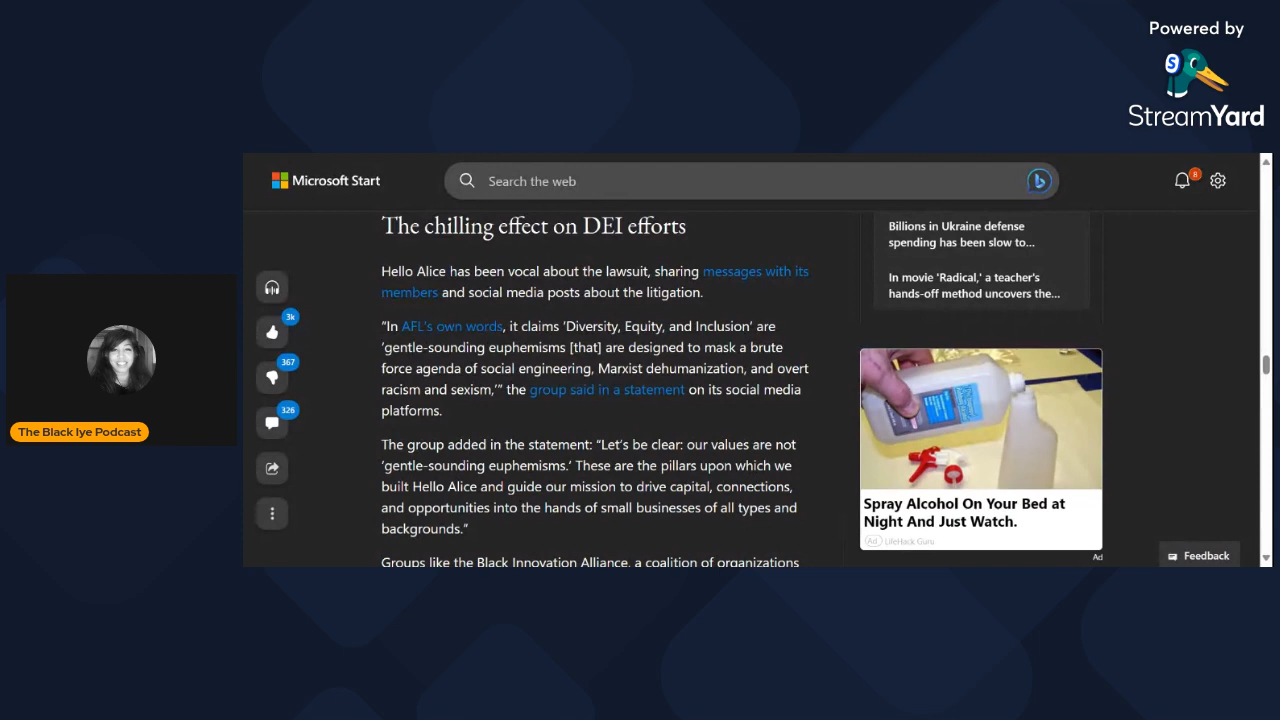 Powered by
StreamYard
Microsoft Start
Search the web
8
The chilling effect on DEI efforts
Hello Alice has been vocal about the lawsuit, sharing messages with its
members and social media posts about the litigation.
“In AFL’s own words, it claims ‘Diversity, Equity, and Inclusion’ are
‘gentle-sounding euphemisms [that] are designed to mask a brute
force agenda of social engineering, Marxist dehumanization, and overt
racism and sexism,’” the group said in a statement on its social media
platforms.
The group added in the statement: “Let’s be clear: our values are not
‘gentle-sounding euphemisms.’ These are the pillars upon which we
built Hello Alice and guide our mission to drive capital, connections,
and opportunities into the hands of small businesses of all types and
backgrounds.”
Groups like the Black Innovation Alliance, a coalition of organizations
3k
367
326
The Black Iye Podcast
Billions in Ukraine defense
spending has been slow to...
In movie 'Radical,' a teacher's
hands-off method uncovers the...
Spray Alcohol On Your Bed at
Night And Just Watch.
Ad LifeHack Guru
Ad
Feedback